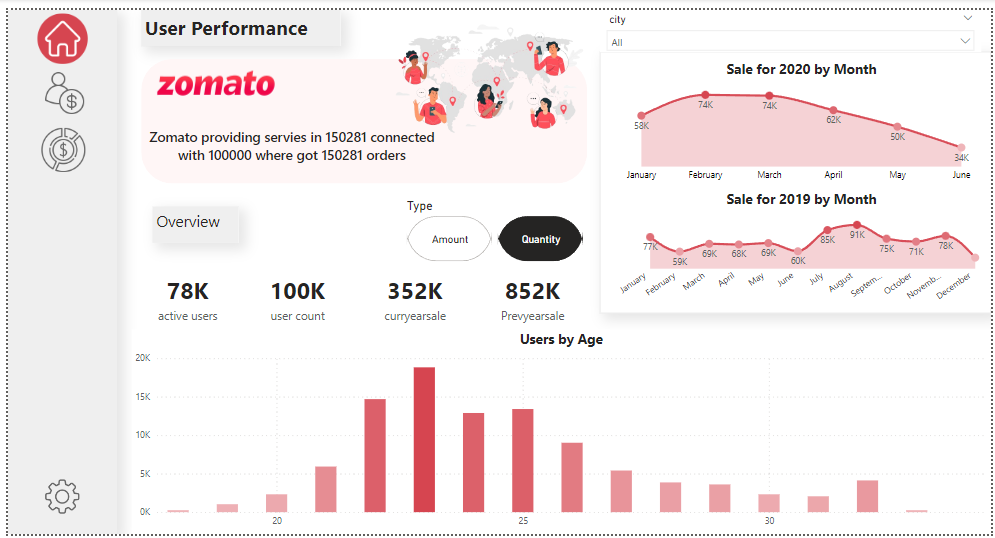 User Performance
zomato
Zomato providing servies in 150281 connected
with 100000 where got 150281 orders
city
All
Sale for 2020 by Month
58K
74K
74K
62K
50K
34K
January February March April May June
Sale for 2019 by Month
77K
59K
69K
68K
69K
60K
85K
91K
75K
71K
78K
January February March April May June July August Septem... October Novemb... December
Overview
Type
Amount Quantity
78K 100K 352K 852K
active users user count curryearsale Prevyearsale
Users by Age
20K
15K
10K
5K
0K
20 25 30